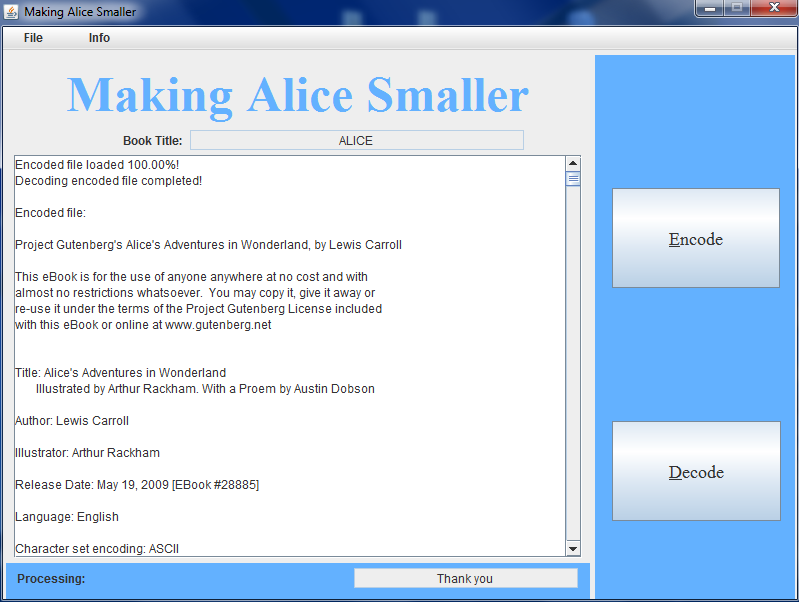 Making Alice Smaller
File Info
Making Alice Smaller
Book Title: ALICE
Encoded file loaded 100.00%!
Decoding encoded file completed!
Encoded file:
Project Gutenberg's Alice's Adventures in Wonderland, by Lewis Carroll
This eBook is for the use of anyone anywhere at no cost and with
almost no restrictions whatsoever.  You may copy it, give it away or
re-use it under the terms of the Project Gutenberg License included
with this eBook or online at www.gutenberg.net
Title: Alice's Adventures in Wonderland
Illustrated by Arthur Rackham. With a Proem by Austin Dobson
Author: Lewis Carroll
Illustrator: Arthur Rackham
Release Date: May 19, 2009 [EBook #28885]
Language: English
Character set encoding: ASCII
Encode
Decode
Processing: Thank you